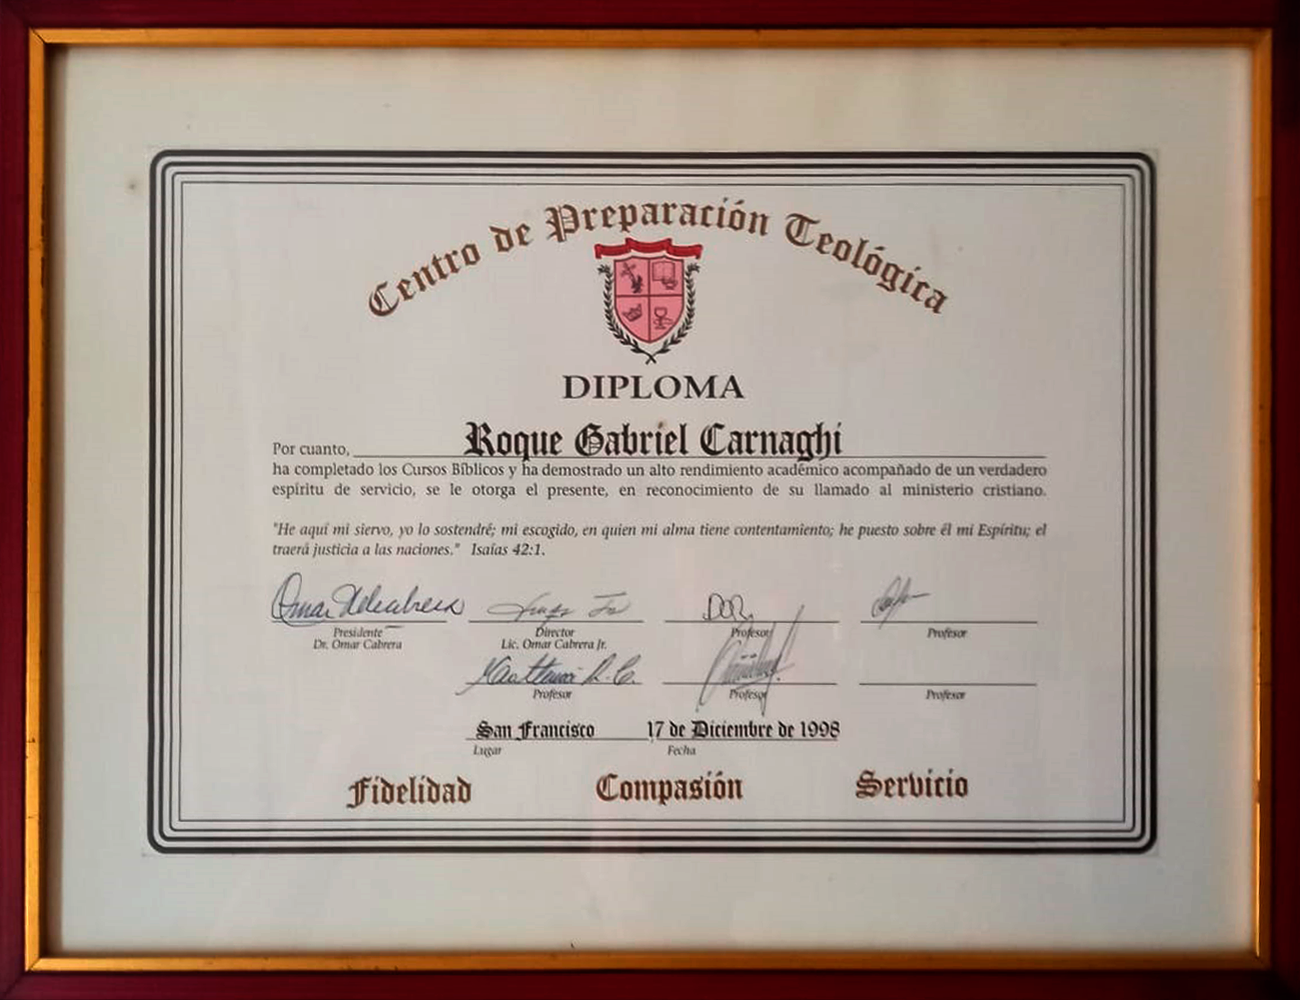 Centro de Preparación Teológica
DIPLOMA
Por cuanto, Roque Gabriel Carnaghi
ha completado los Cursos Bíblicos y ha demostrado un alto rendimiento académico acompañado de un verdadero
espíritu de servicio, se le otorga el presente, en reconocimiento de su llamado al ministerio cristiano.
"He aquí mi siervo, yo lo sostendré; mi escogido, en quien mi alma tiene contentamiento; he puesto sobre él mi Espíritu; el
traerá justicia a las naciones." Isaías 42:1.
Presidente Director Profesor Profesor
Dr. Omar Cabrera Lic. Omar Cabrera Jr.
Profesor Profesor Profesor
San Francisco 17 de Diciembre de 1998
Lugar Fecha
Fidelidad Compasión Servicio